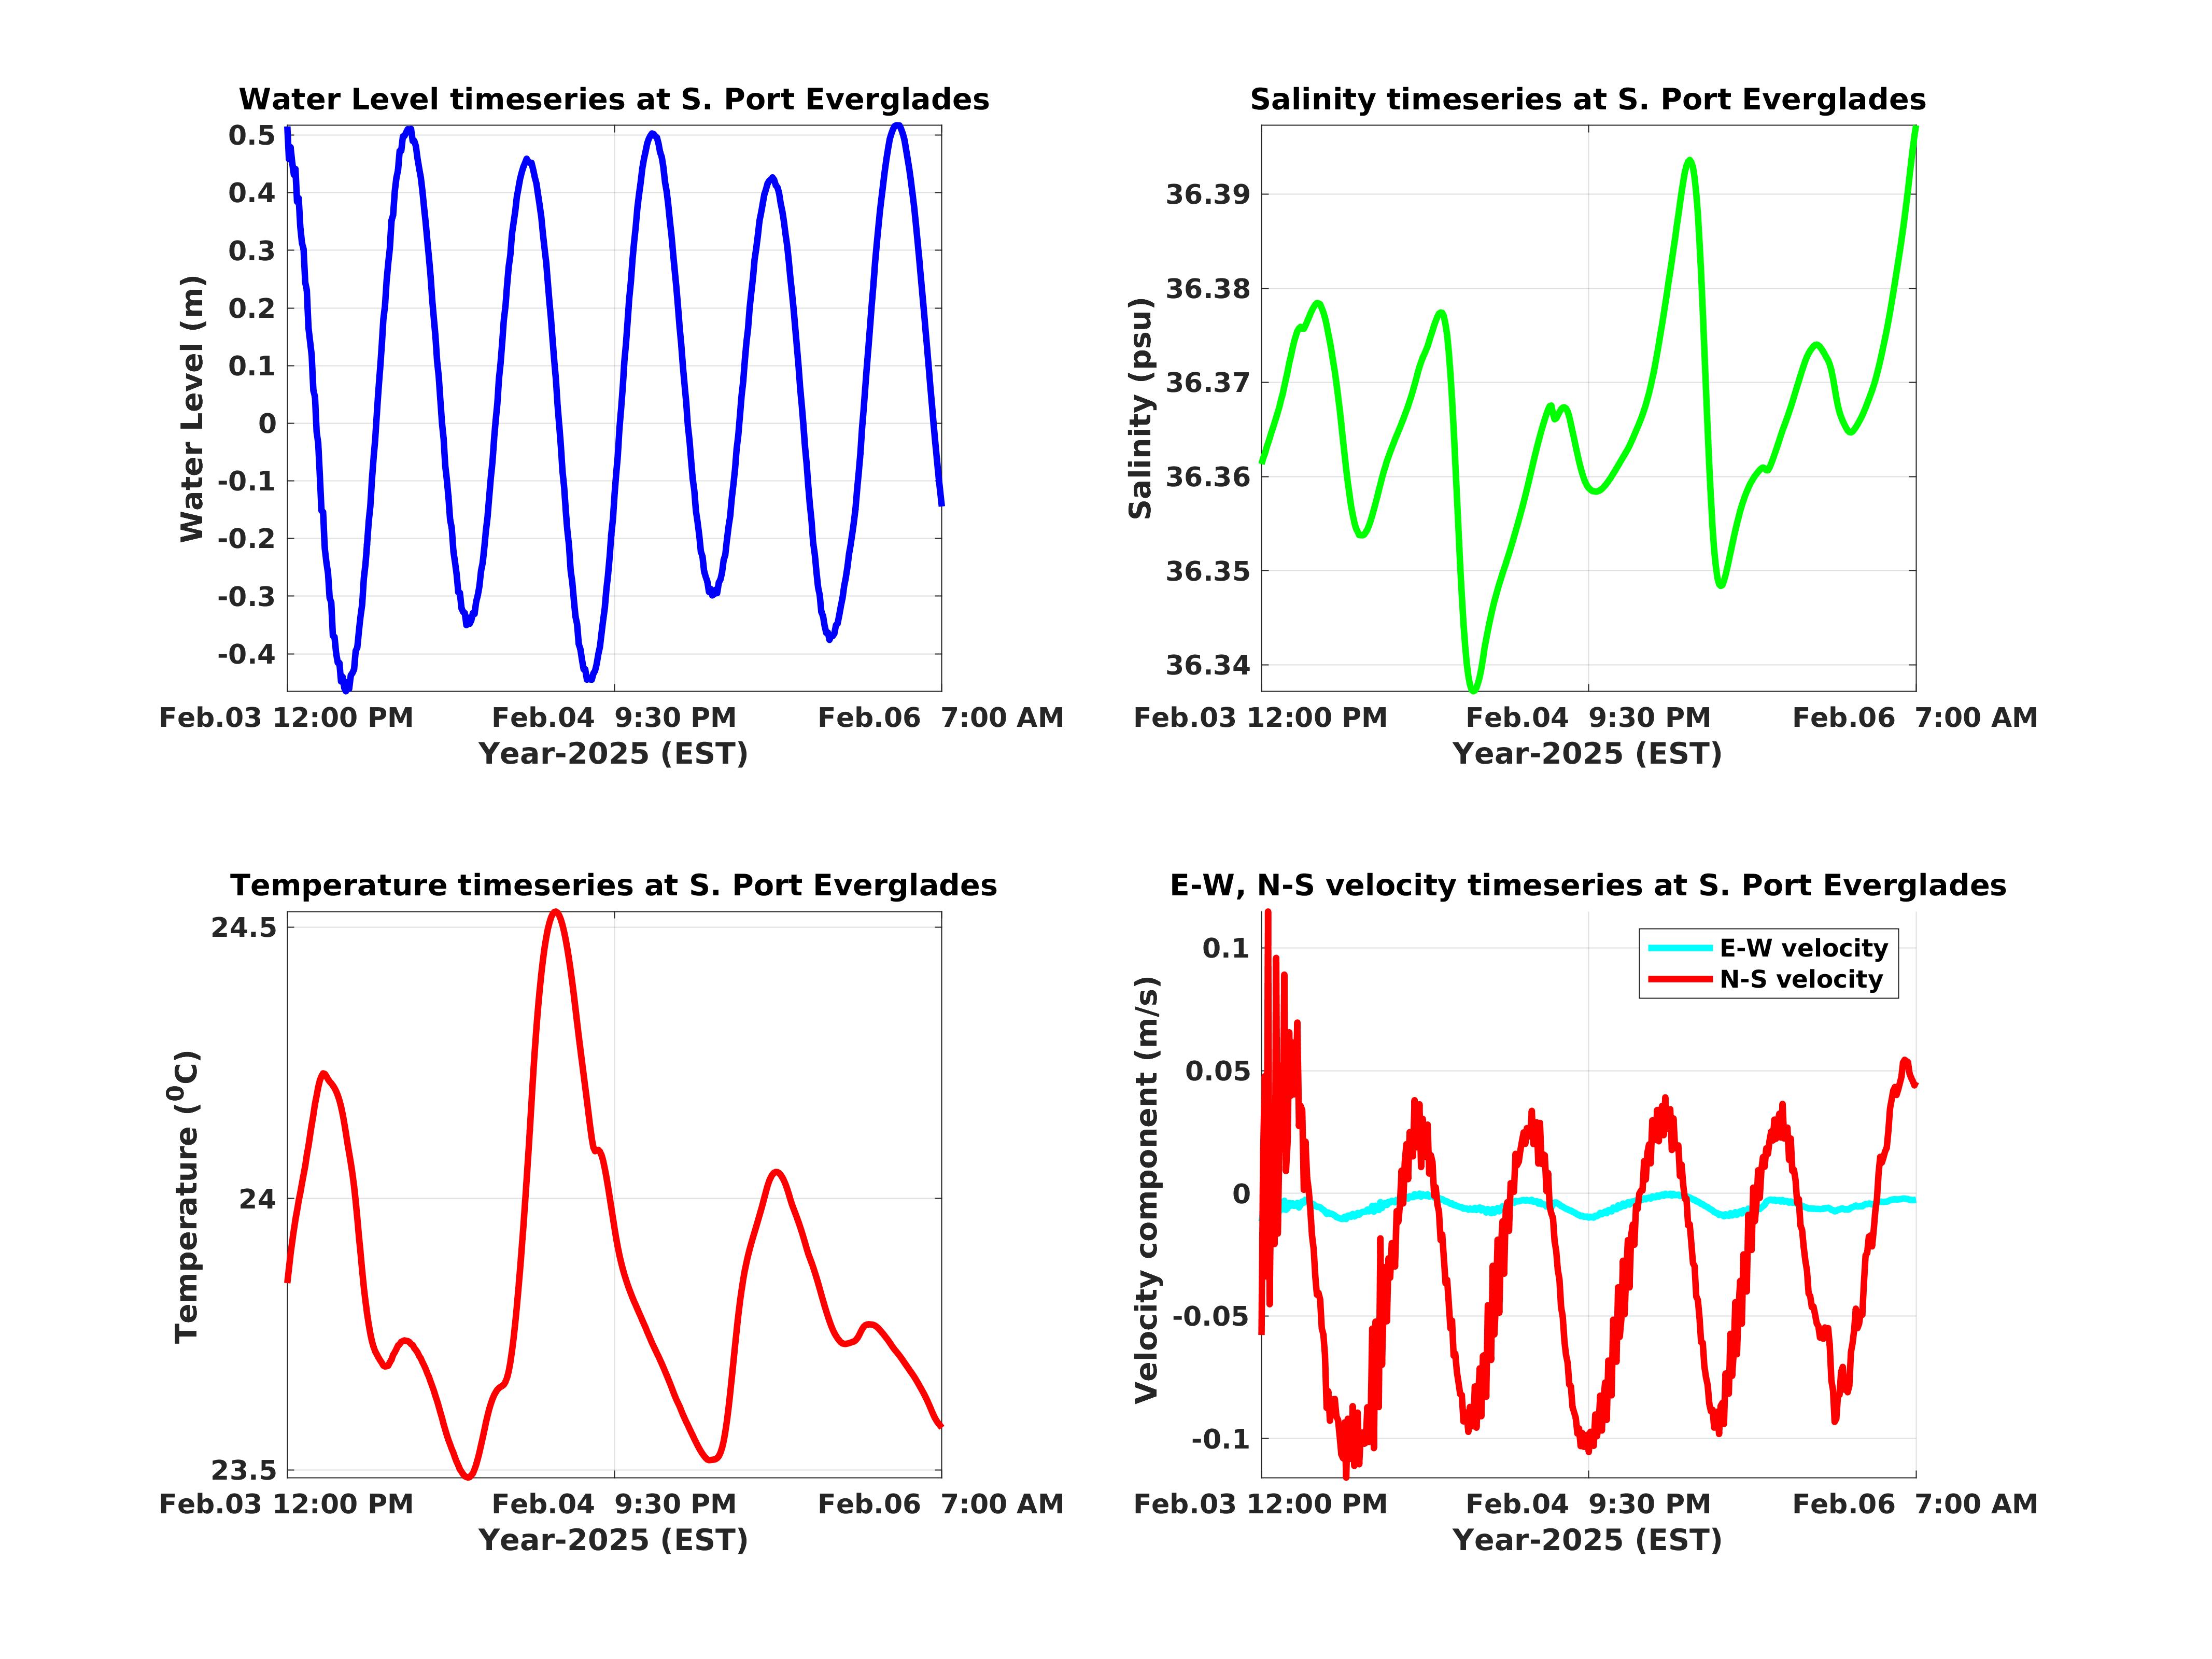 Water Level timeseries at S. Port Everglades
0.5
0.4
0.3
0.2
0.1
0
-0.1
-0.2
-0.3
-0.4
Water Level (m)
Feb.03 12:00 PM Feb.04 9:30 PM Feb.06 7:00 AM
Year-2025 (EST)
Salinity timeseries at S. Port Everglades
36.39
36.38
36.37
36.36
36.35
36.34
Salinity (psu)
Feb.03 12:00 PM Feb.04 9:30 PM Feb.06 7:00 AM
Year-2025 (EST)
Temperature timeseries at S. Port Everglades
24.5
24
23.5
Temperature (⁰C)
Feb.03 12:00 PM Feb.04 9:30 PM Feb.06 7:00 AM
Year-2025 (EST)
E-W, N-S velocity timeseries at S. Port Everglades
E-W velocity
N-S velocity
0.1
0.05
0
-0.05
-0.1
Velocity component (m/s)
Feb.03 12:00 PM Feb.04 9:30 PM Feb.06 7:00 AM
Year-2025 (EST)